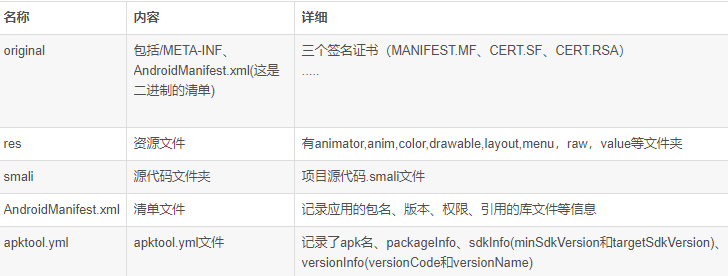 名称 内容 详细
original 包括/META-INF、 三个签名证书（MANIFEST.MF、CERT.SF、CERT.RSA）
AndroidManifest.xml(这是 .....
二进制的清单)
res 资源文件 有animator,anim,color,drawable,layout,menu，raw，value等文件夹
smali 源代码文件夹 项目源代码.smali文件
AndroidManifest.xml 清单文件 记录应用的包名、版本、权限、引用的库文件等信息
apktool.yml apktool.yml文件 记录了apk名、packageInfo、sdkInfo(minSdkVersion和targetSdkVersion)、
versionInfo(versionCode和versionName)